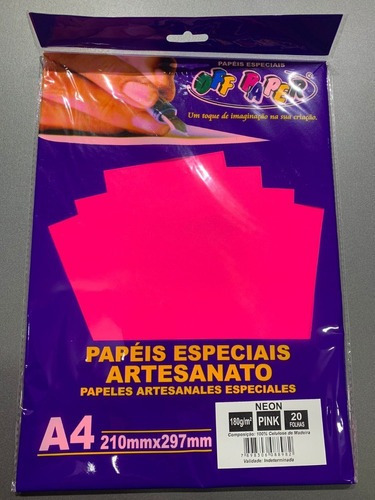 PAPÉIS ESPECIAIS
OFF PAPER®
Um toque de imaginação na sua criação.
PAPÉIS ESPECIAIS
ARTESANATO
PAPELES ARTESANALES ESPECIALES
A4 210mmx297mm
NEON
180g/m² PINK 20
FOLHAS
Composição: 100% Celulose de Madeira
Validade: Indeterminada